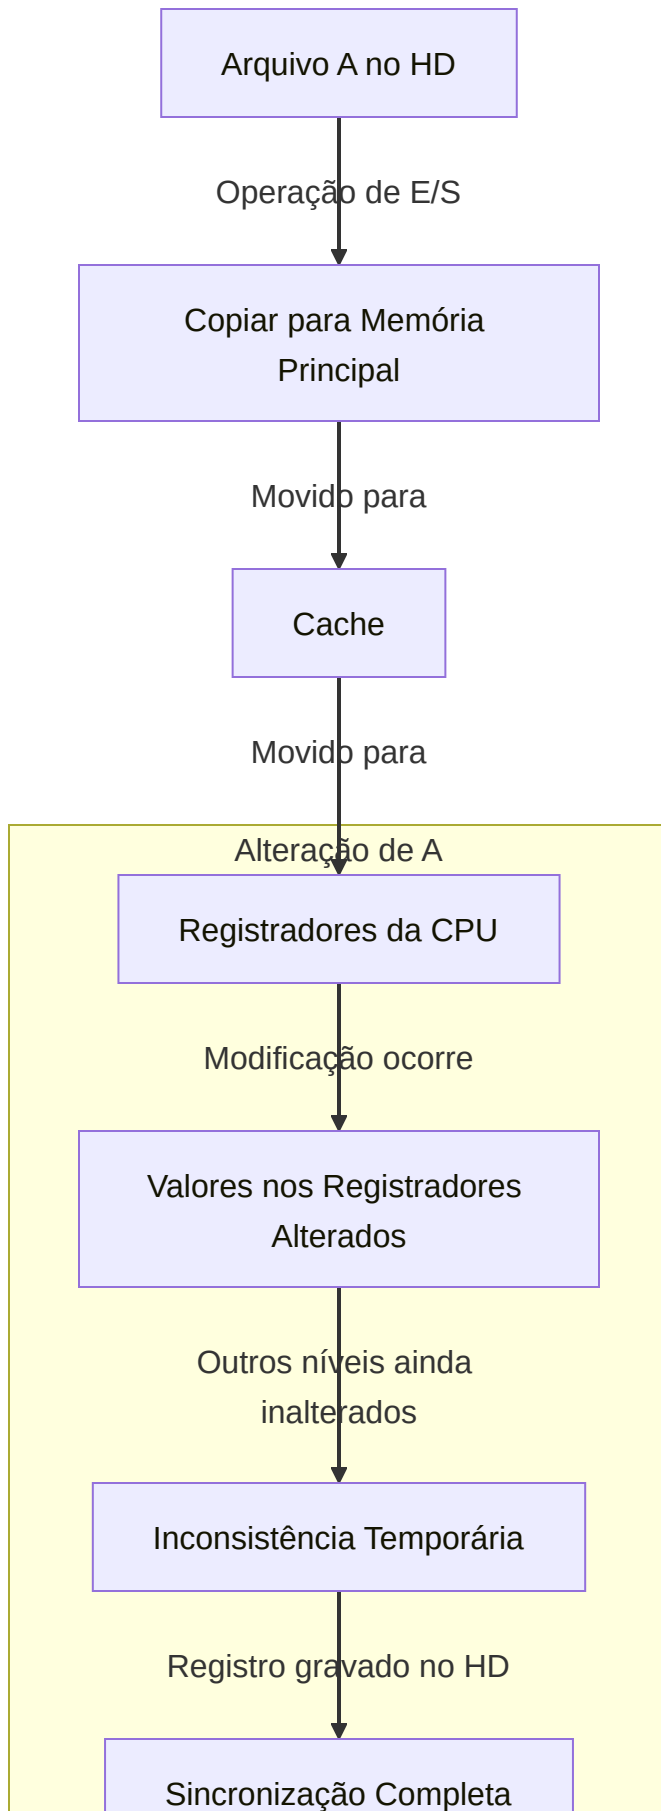 Arquivo A no HD
Operação de E/S
Copiar para Memória
Principal
Movido para
Cache
Movido para
Alteração de A
Registradores da CPU
Modificação ocorre
Valores nos Registradores
Alterados
Outros níveis ainda
inalterados
Inconsistência Temporária
Registro gravado no HD
Sincronização Completa